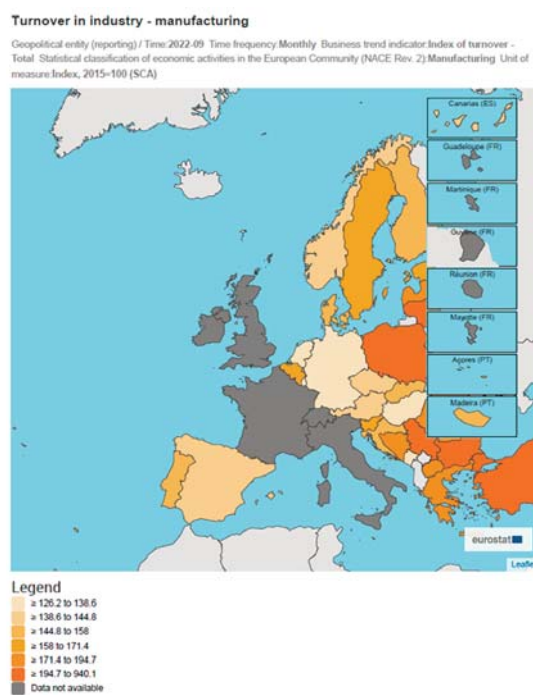 Turnover in industry - manufacturing
Geopolitical entity (reporting) / Time:2022-09 Time frequency:Monthly Business trend indicator:Index of turnover -
Total Statistical classification of economic activities in the European Community (NACE Rev. 2):Manufacturing Unit of
measure:Index, 2015=100 (SCA)
Canarias (ES)
Guadeloupe (FR)
Martinique (FR)
Guyane (FR)
Réunion (FR)
Mayotte (FR)
Açores (PT)
Madeira (PT)
eurostat
Leafle
Legend
≥ 126.2 to 138.6
≥ 138.6 to 144.8
≥ 144.8 to 158
≥ 158 to 171.4
≥ 171.4 to 194.7
≥ 194.7 to 940.1
Data not available